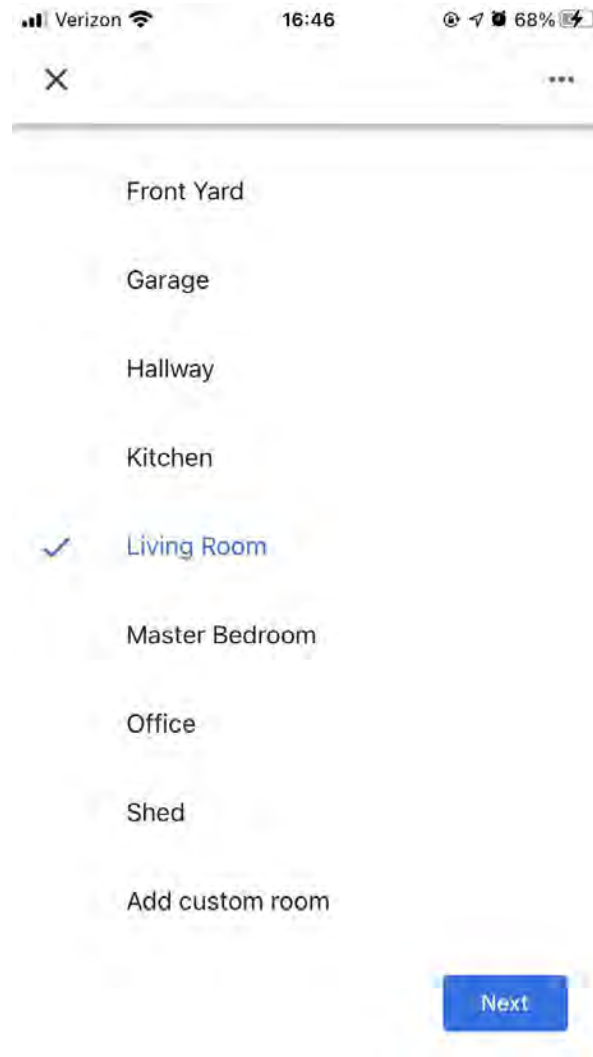 Verizon 16:46 68%
Front Yard
Garage
Hallway
Kitchen
Living Room
Master Bedroom
Office
Shed
Add custom room
Next